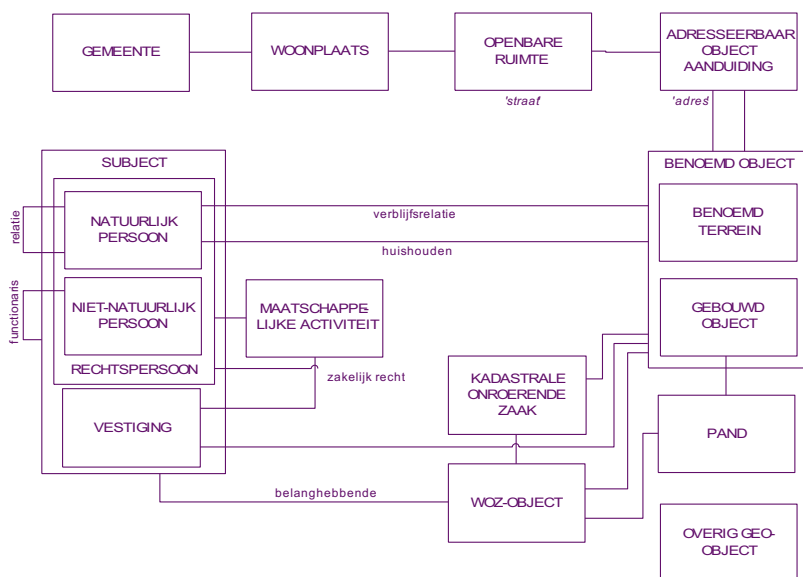 GEMEENTE
WOONPLAATS
OPENBARE
RUIMTE
ADRESSEERBAAR
OBJECT
AANDUIDING
'straat'
'adres'
SUBJECT
BENOEMD OBJECT
relatie
NATUURLIJK
PERSOON
verblijfsrelatie
huishouden
BENOEMD
TERREIN
functionaris
NIET-NATUURLIJK
PERSOON
MAATSCHAPPE-
LIJKE ACTIVITEIT
GEBOUWD
OBJECT
RECHTSPERSOON
zakelijk recht
KADASTRALE
ONROERENDE
ZAAK
VESTIGING
PAND
belanghebbende
WOZ-OBJECT
OVERIG GEO-
OBJECT